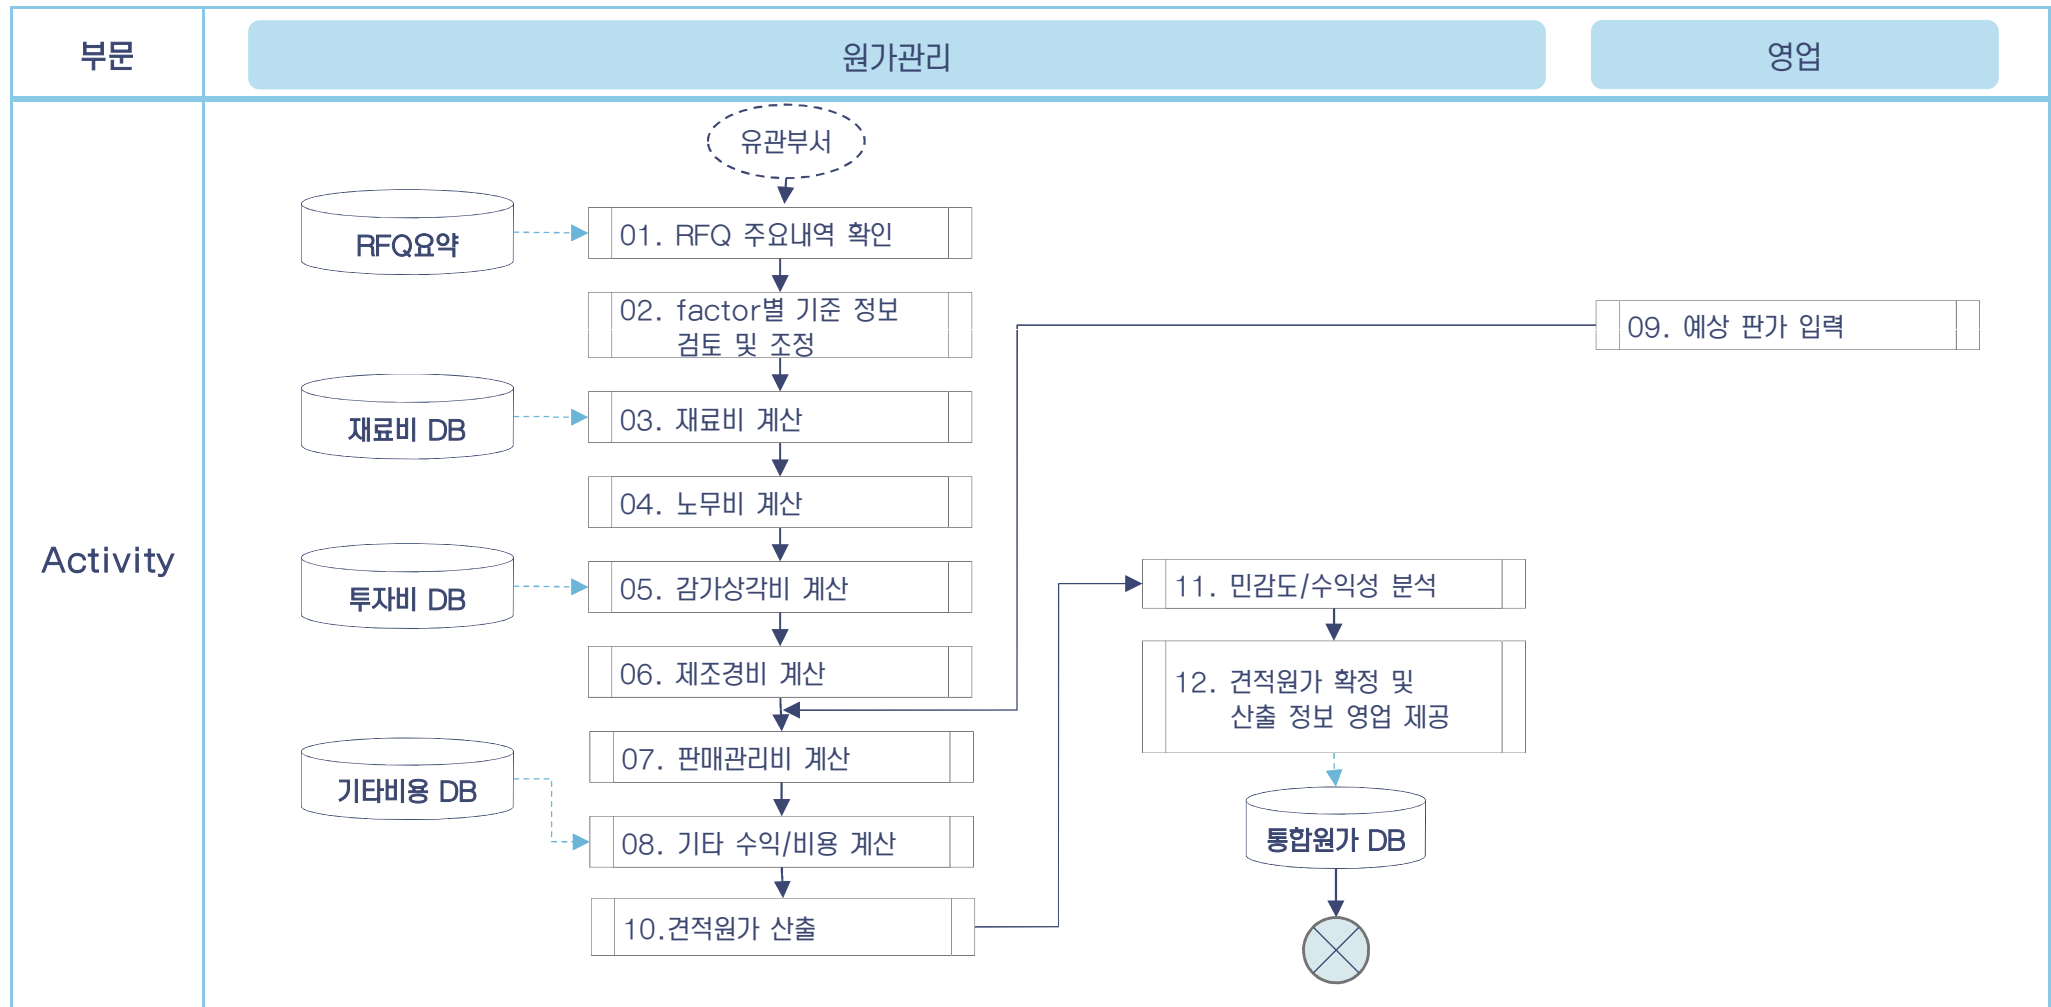 부문
원가관리
영업
Activity
유관부서
RFQ요약
01. RFQ 주요내역 확인
02. factor별 기준 정보
검토 및 조정
09. 예상 판가 입력
재료비 DB
03. 재료비 계산
04. 노무비 계산
투자비 DB
05. 감가상각비 계산
06. 제조경비 계산
07. 판매관리비 계산
기타비용 DB
08. 기타 수익/비용 계산
10.견적원가 산출
11. 민감도/수익성 분석
12. 견적원가 확정 및
산출 정보 영업 제공
통합원가 DB